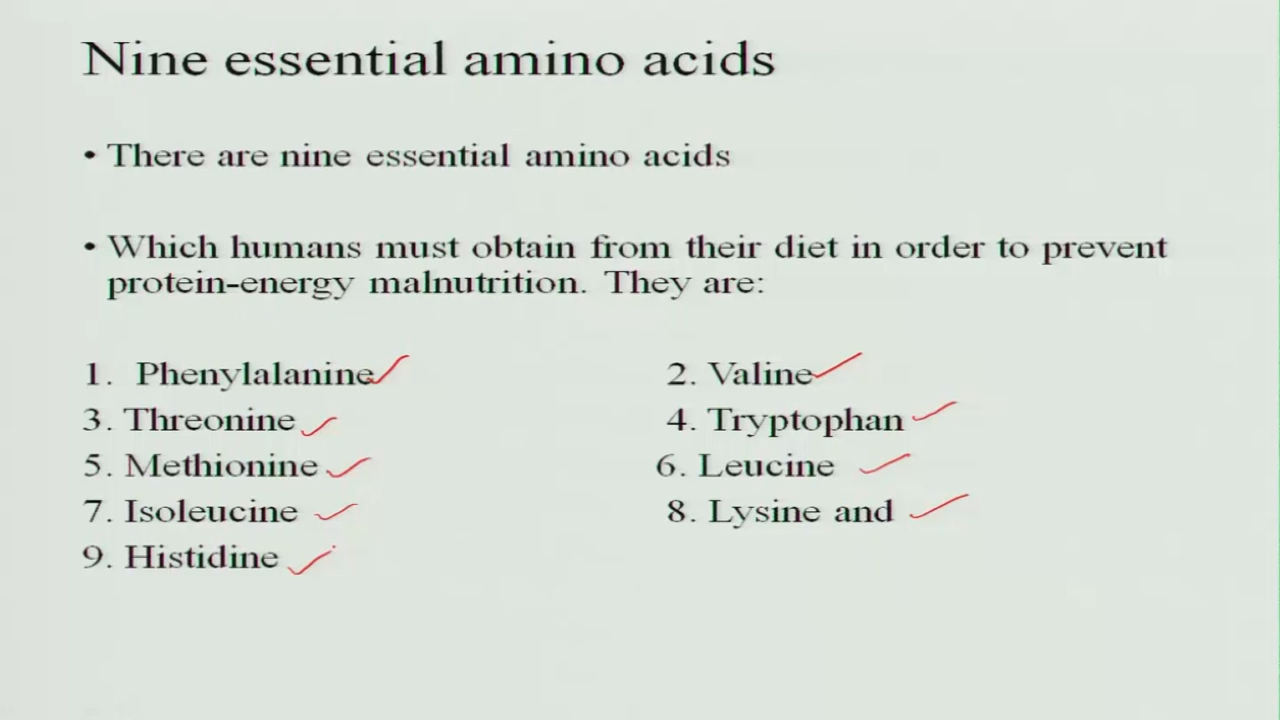 Nine essential amino acids
• There are nine essential amino acids
• Which humans must obtain from their diet in order to prevent
protein-energy malnutrition. They are:
1. Phenylalanine 2. Valine
3. Threonine 4. Tryptophan
5. Methionine 6. Leucine
7. Isoleucine 8. Lysine and
9. Histidine